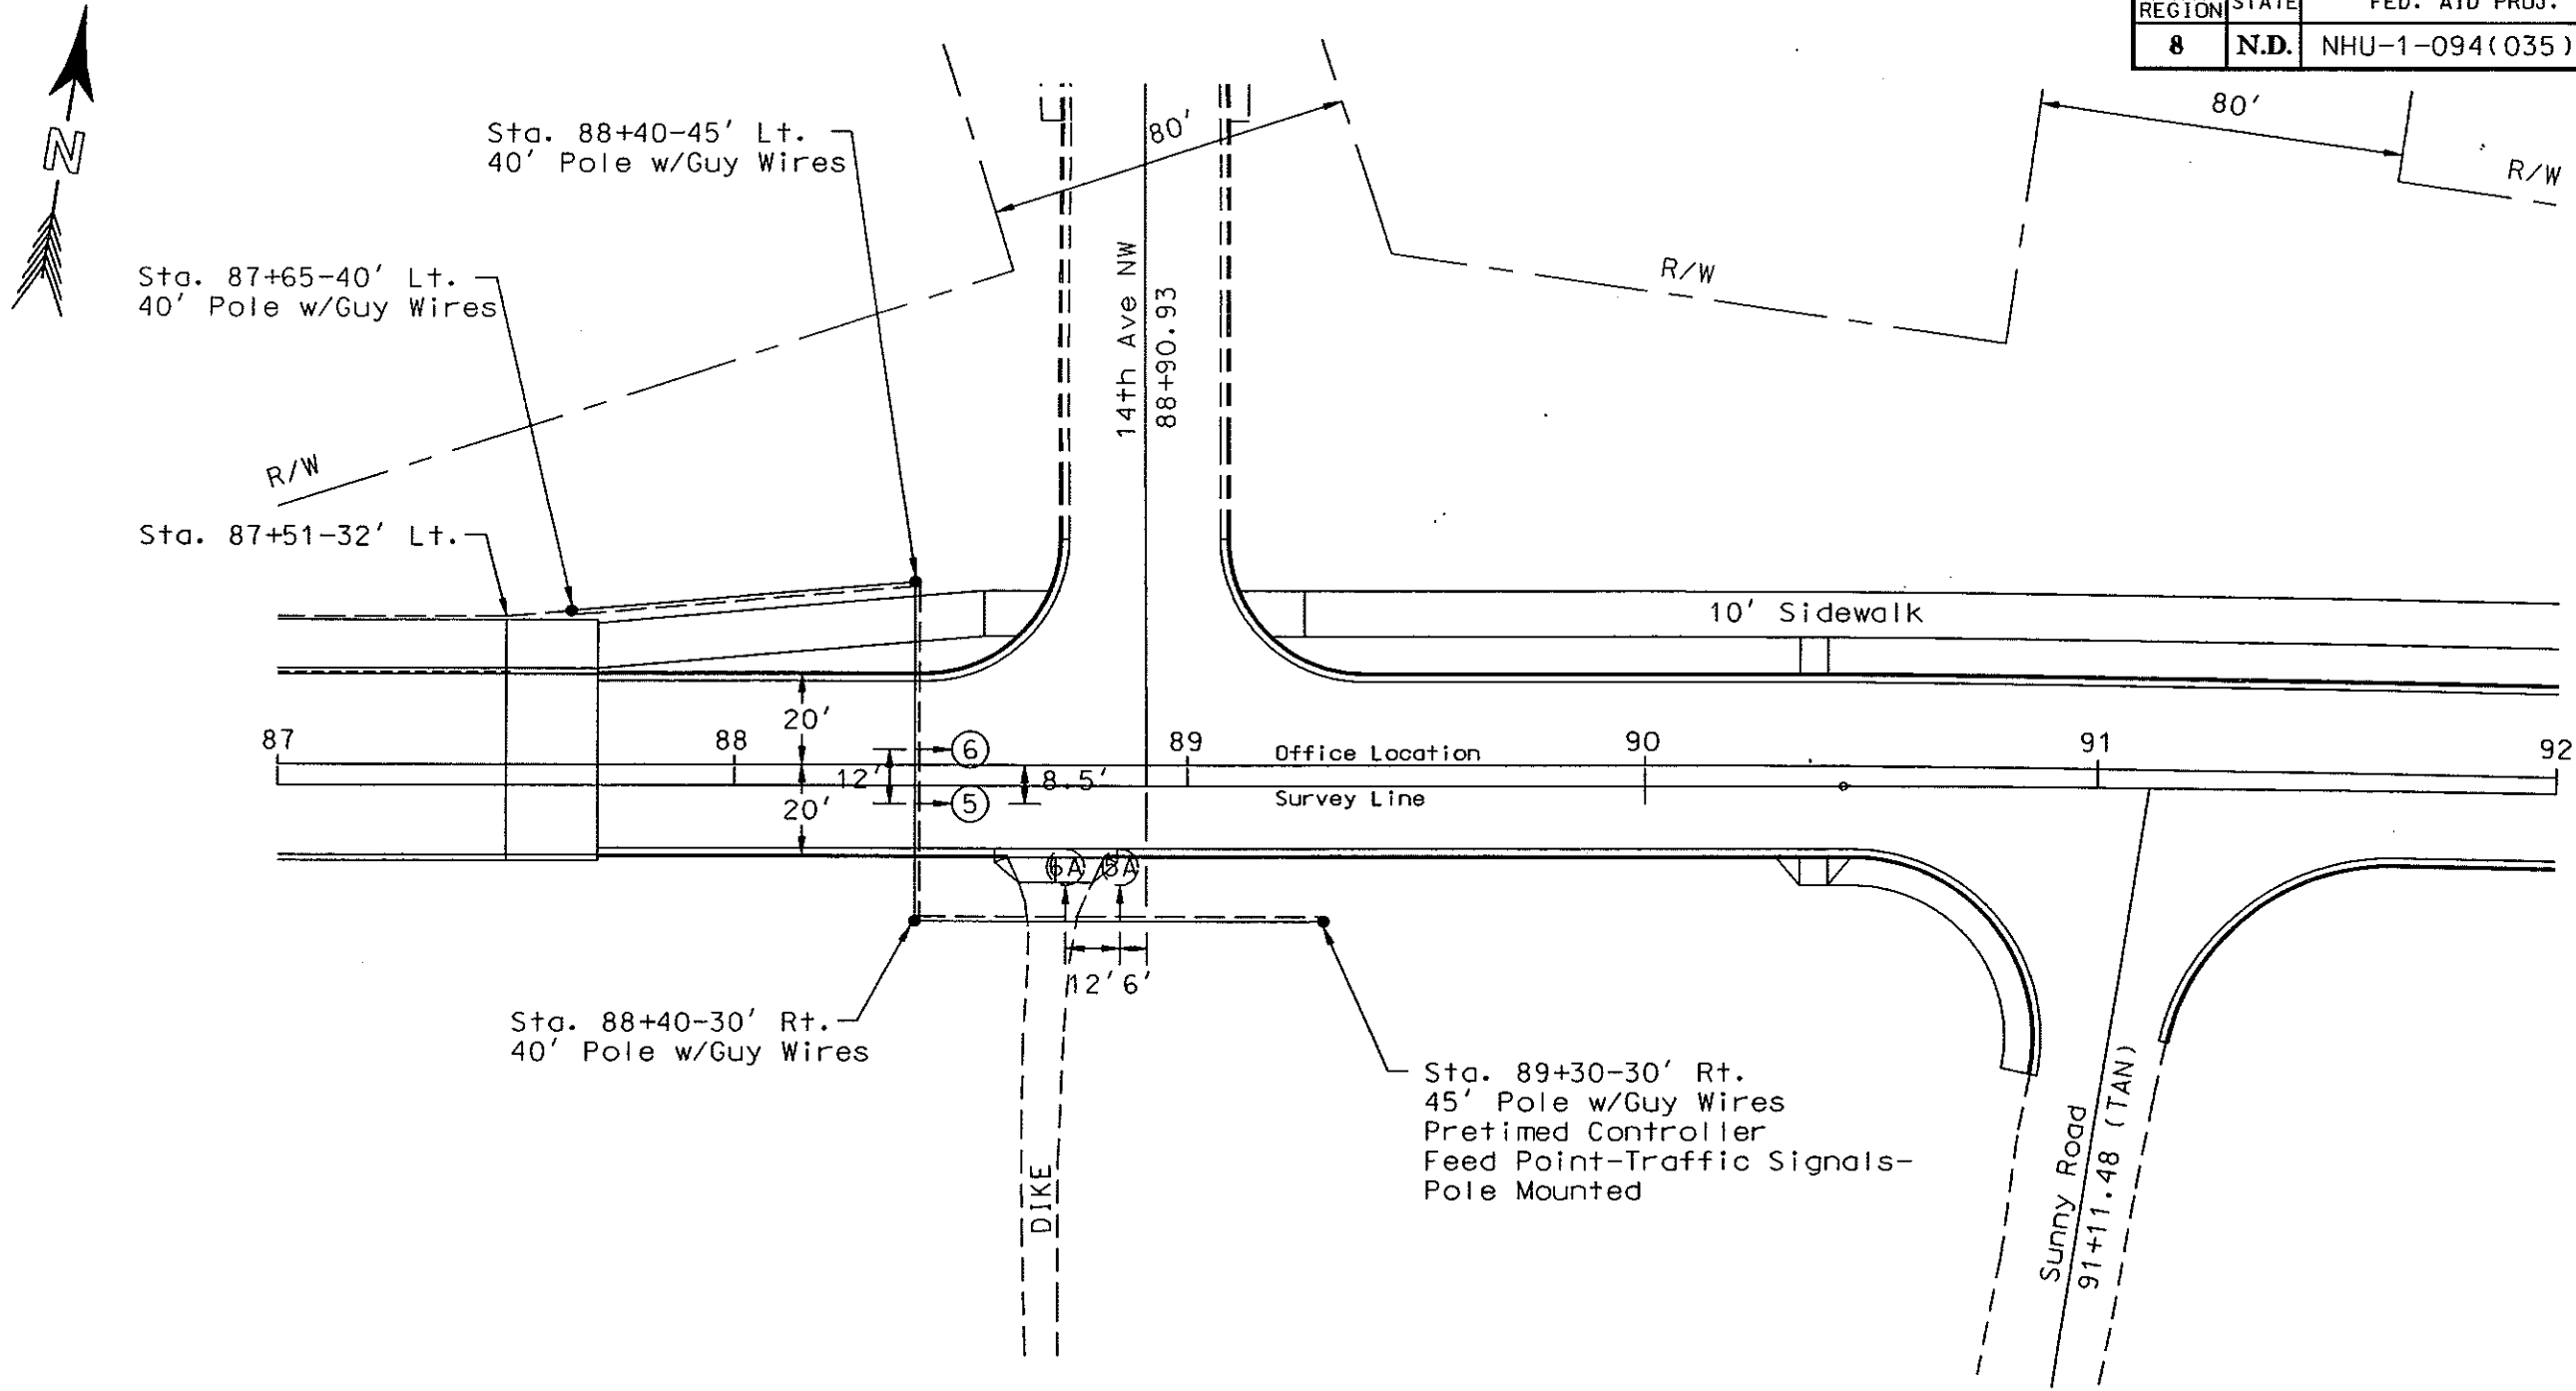 REGION STATE FED. AID PROJ.
8 N.D. NHU-1-094(035)
N
80'
80'
R/W
Sta. 88+40-45' Lt.
40' Pole w/Guy Wires
Sta. 87+65-40' Lt.
40' Pole w/Guy Wires
14th Ave NW
88+90.93
R/W
R/W
Sta. 87+51-32' Lt.
10' Sidewalk
20'
87
88
6
89
Office Location
90
91
92
12'
8.5'
20'
5
Survey Line
6A
5A
12' 6'
Sta. 88+40-30' Rt.
40' Pole w/Guy Wires
Sta. 89+30-30' Rt.
45' Pole w/Guy Wires
Pretimed Controller
Feed Point-Traffic Signals-
Pole Mounted
DIKE
Sunny Road
91+11.48 (TAN)